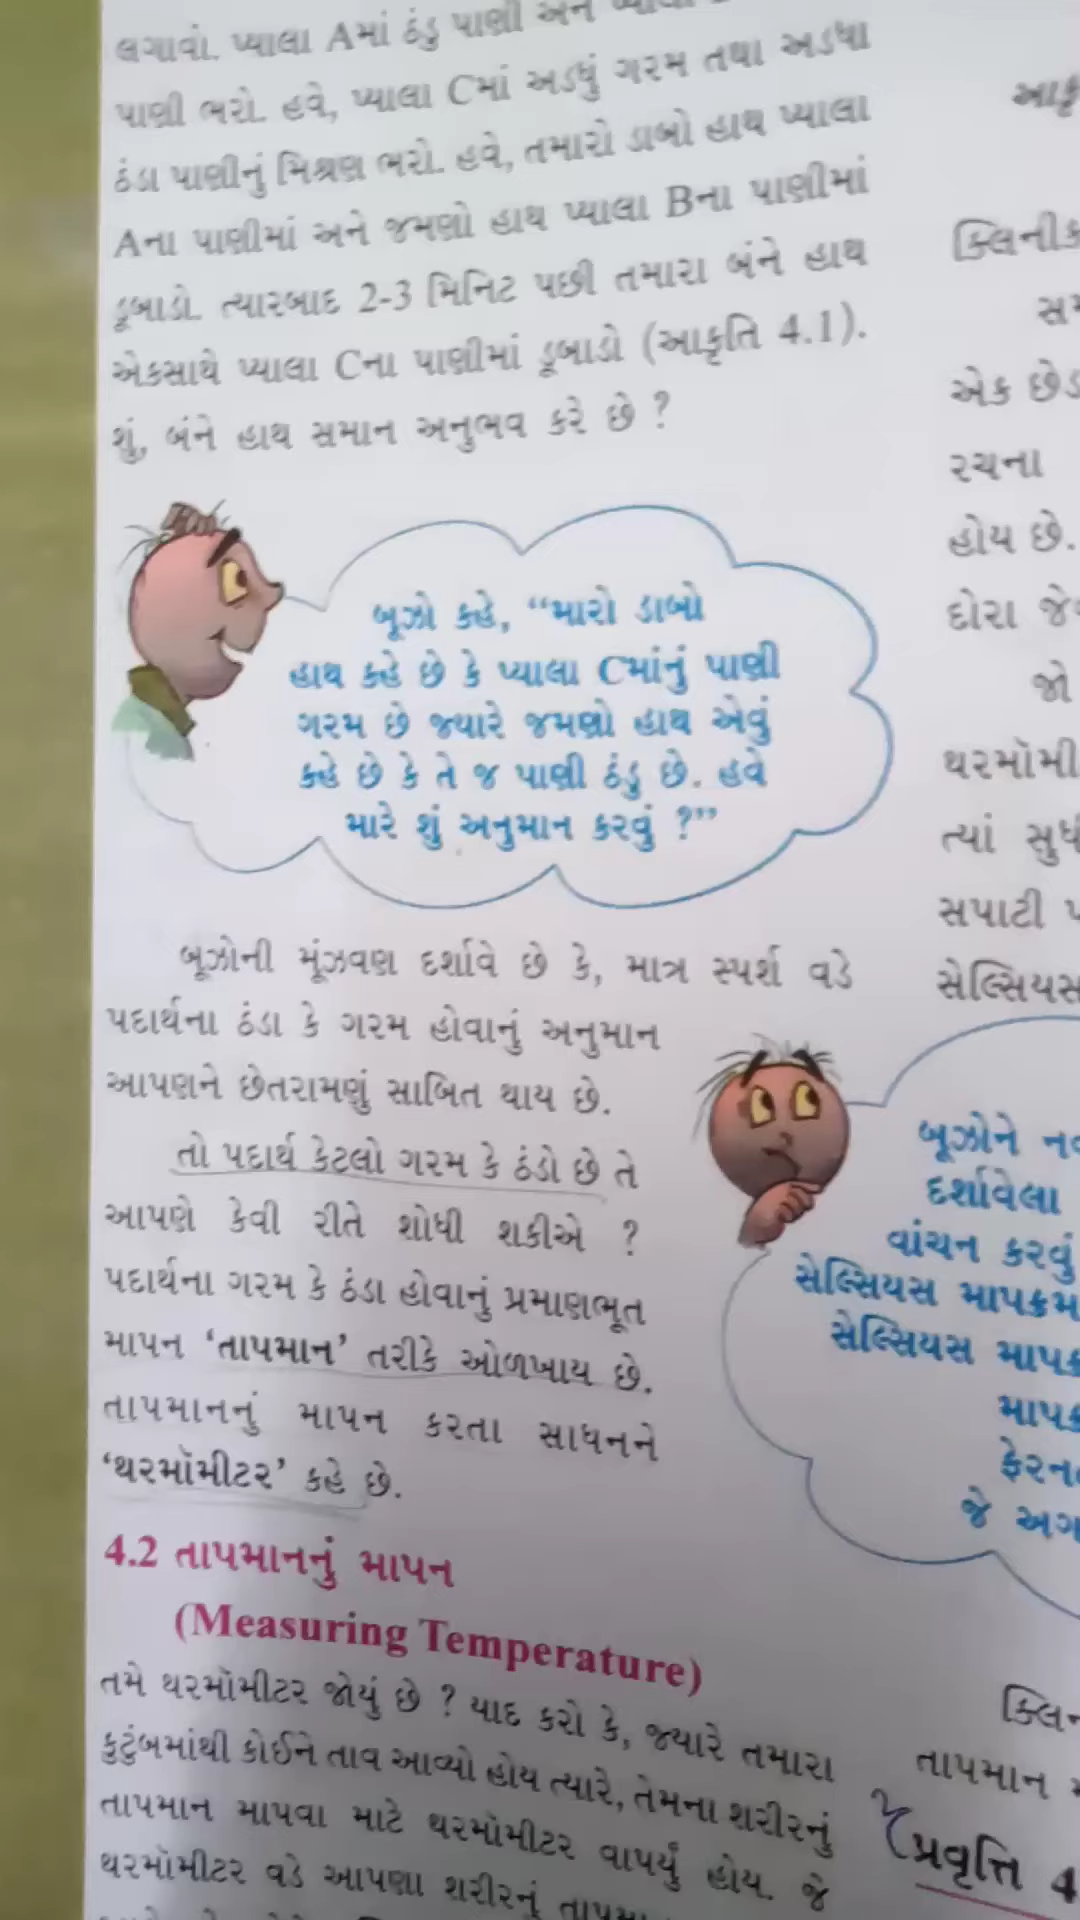 લગાવો. પ્યાલા Aમાં ઠંડુ પાણી અને
પાણી ભરો. હવે, પ્યાલા Cમાં અડધું ગરમ તથા અડધા
ઠંડા પાણીનું મિશ્રણ ભરો. હવે, તમારો ડાબો હાથ પ્યાલા
Aના પાણીમાં અને જમણો હાથ પ્યાલા Bના પાણીમાં
ડૂબાડો. ત્યારબાદ 2-3 મિનિટ પછી તમારા બંને હાથ
એકસાથે પ્યાલા Cના પાણીમાં ડૂબાડો (આકૃતિ 4.1).
શું, બંને હાથ સમાન અનુભવ કરે છે ?
બૂઝો કહે, “મારો ડાબો
હાથ કહે છે કે પ્યાલા Cમાંનું પાણી
ગરમ છે જ્યારે જમણો હાથ એવું
કહે છે કે તે જ પાણી ઠંડુ છે. હવે
મારે શું અનુમાન કરવું ?”
બૂઝોની મૂંઝવણ દર્શાવે છે કે, માત્ર સ્પર્શ વડે
પદાર્થના ઠંડા કે ગરમ હોવાનું અનુમાન
આપણને છેતરામણું સાબિત થાય છે.
તો પદાર્થ કેટલો ગરમ કે ઠંડો છે તે
આપણે કેવી રીતે શોધી શકીએ ?
પદાર્થના ગરમ કે ઠંડા હોવાનું પ્રમાણભૂત
માપન ‘તાપમાન’ તરીકે ઓળખાય છે.
તાપમાનનું માપન કરતા સાધનને
‘થરમૉમીટર’ કહે છે.
4.2 તાપમાનનું માપન
(Measuring Temperature)
તમે થરમૉમીટર જોયું છે ? યાદ કરો કે, જ્યારે તમારા
કુટુંબમાંથી કોઈને તાવ આવ્યો હોય ત્યારે, તેમના શરીરનું
તાપમાન માપવા માટે થરમૉમીટર વાપર્યું હોય. જે
થરમૉમીટર વડે આપણા શરીરનું
ક્લિનીક
એક છેડ
રચના
હોય છે.
દોરા
જો
થરમૉમી
ત્યાં
સપાટી
સેલ્સિયસ
બૂઝોને
દર્શાવેલા
વાંચન કરવું
સેલ્સિયસ માપક્રમ
સેલ્સિયસ
જે
તાપમાન
પ્રવૃત્તિ 4